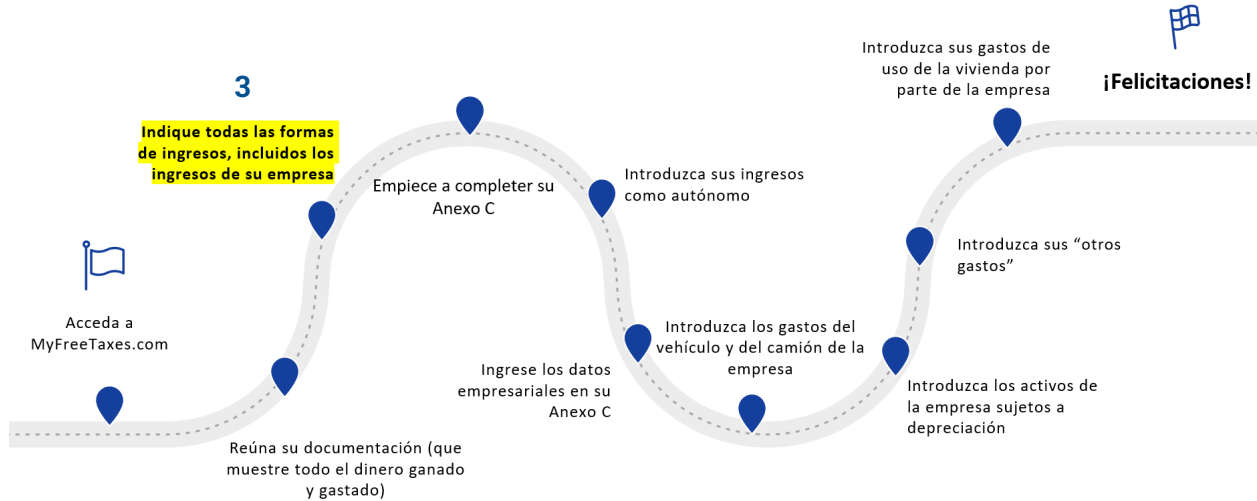 Acceda a
MyFreeTaxes.com
Reúna su documentación (que
muestre todo el dinero ganado
y gastado)
3
Indique todas las formas
de ingresos, incluidos los
ingresos de su empresa
Empiece a completer su
Anexo C
Introduzca sus ingresos
como autónomo
Ingrese los datos
empresariales en su
Anexo C
Introduzca los gastos del
vehículo y del camión de la
empresa
Introduzca los activos de
la empresa sujetos a
depreciación
Introduzca sus “otros
gastos”
Introduzca sus gastos de
uso de la vivienda por
parte de la empresa
¡Felicitaciones!